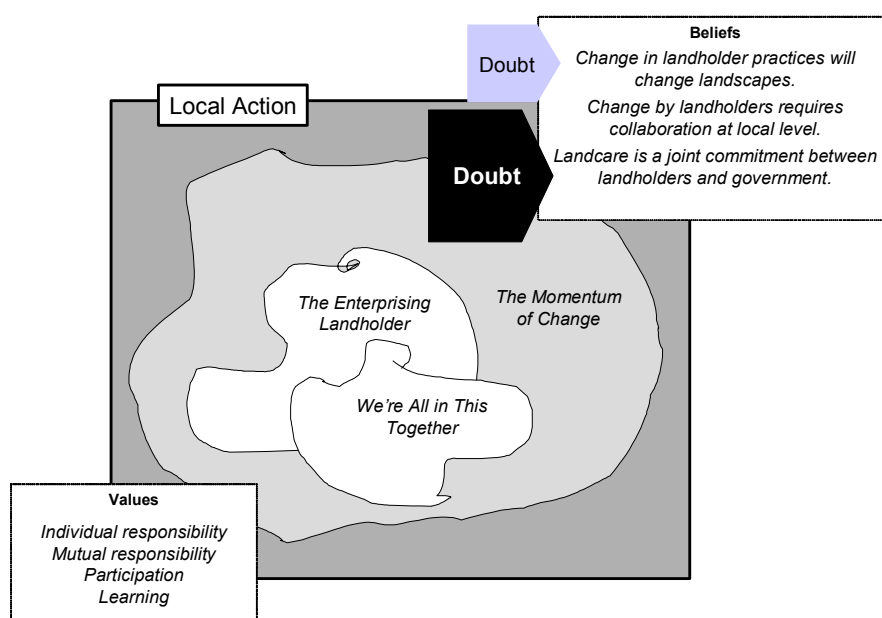 Beliefs
Change in landholder practices will
change landscapes.
Change by landholders requires
collaboration at local level.
Landcare is a joint commitment between
landholders and government.
Doubt
Local Action
Doubt
The Enterprising
Landholder
The Momentum
of Change
We're All in This
Together
Values
Individual responsibility
Mutual responsibility
Participation
Learning